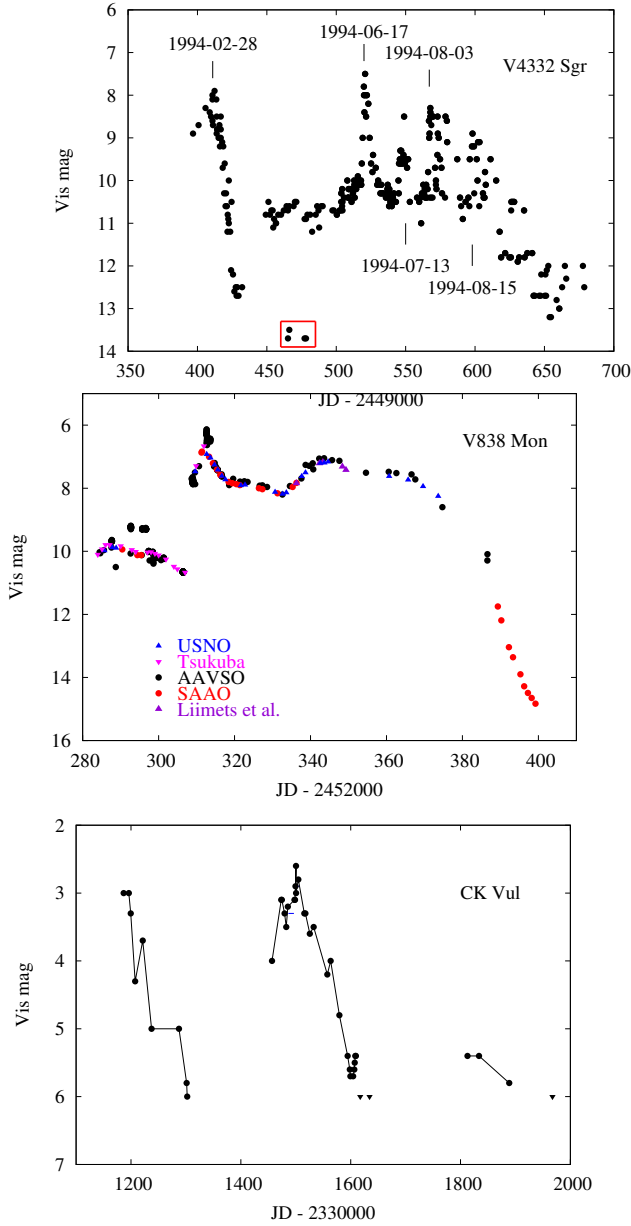 6
7
8
9
10
11
12
13
14
Vis mag
1994-02-28
1994-06-17
1994-08-03
V4332 Sgr
1994-07-13
1994-08-15
350 400 450 500 550 600 650 700
JD - 2449000
6
8
10
12
14
16
Vis mag
V838 Mon
USNO
Tsukuba
AAVSO
SAAO
Liimets et al.
280 300 320 340 360 380 400
JD - 2452000
2
3
4
5
6
7
Vis mag
CK Vul
1200 1400 1600 1800 2000
JD - 2330000